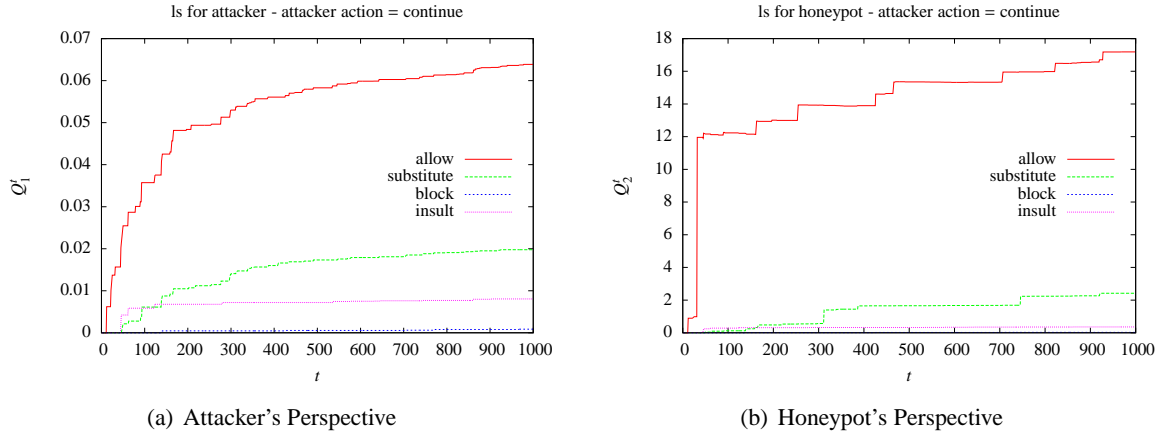 ls for attacker - attacker action = continue
0.07
0.06
0.05
0.04
0.03
0.02
0.01
0
Q₁ᵗ
allow
substitute
block
insult
0 100 200 300 400 500 600 700 800 900 1000
t
(a) Attacker's Perspective
ls for honeypot - attacker action = continue
18
16
14
12
10
8
6
4
2
0
Q₂ᵗ
allow
substitute
block
insult
0 100 200 300 400 500 600 700 800 900 1000
t
(b) Honeypot's Perspective